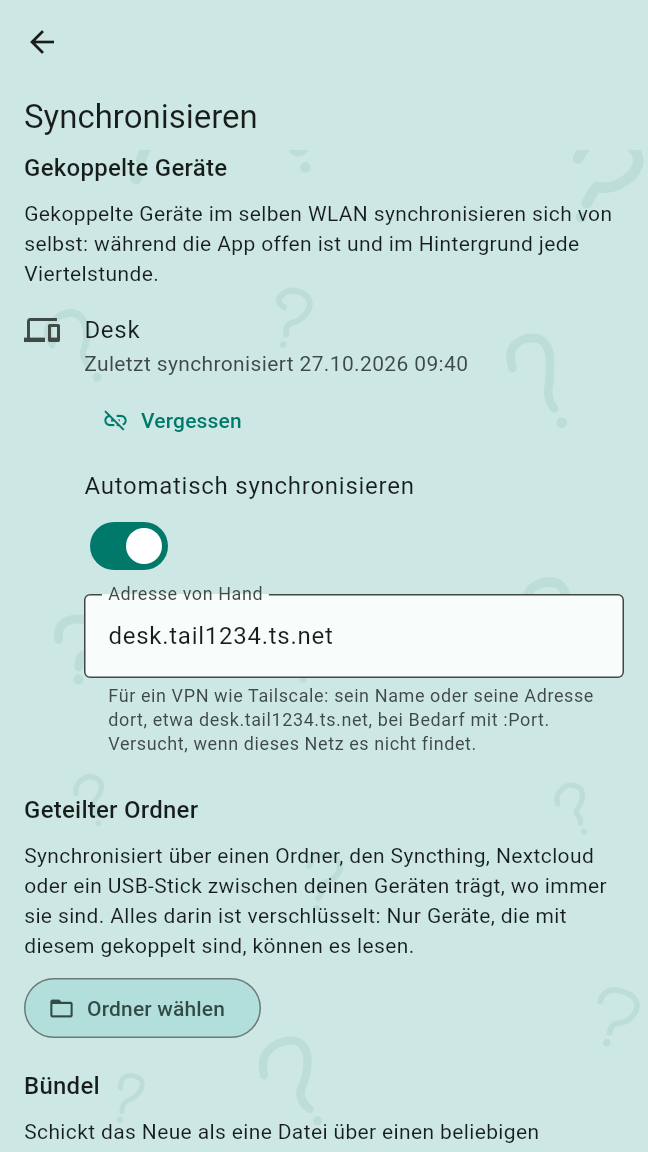 Synchronisieren
Gekoppelte Geräte
Gekoppelte Geräte im selben WLAN synchronisieren sich von
selbst: während die App offen ist und im Hintergrund jede
Viertelstunde.
Desk
Zuletzt synchronisiert 27.10.2026 09:40
Vergessen
Automatisch synchronisieren
Adresse von Hand
desk.tail1234.ts.net
Für ein VPN wie Tailscale: sein Name oder seine Adresse
dort, etwa desk.tail1234.ts.net, bei Bedarf mit :Port.
Versucht, wenn dieses Netz es nicht findet.
Geteilter Ordner
Synchronisiert über einen Ordner, den Syncthing, Nextcloud
oder ein USB-Stick zwischen deinen Geräten trägt, wo immer
sie sind. Alles darin ist verschlüsselt: Nur Geräte, die mit
diesem gekoppelt sind, können es lesen.
Ordner wählen
Bündel
Schickt das Neue als eine Datei über einen beliebigen